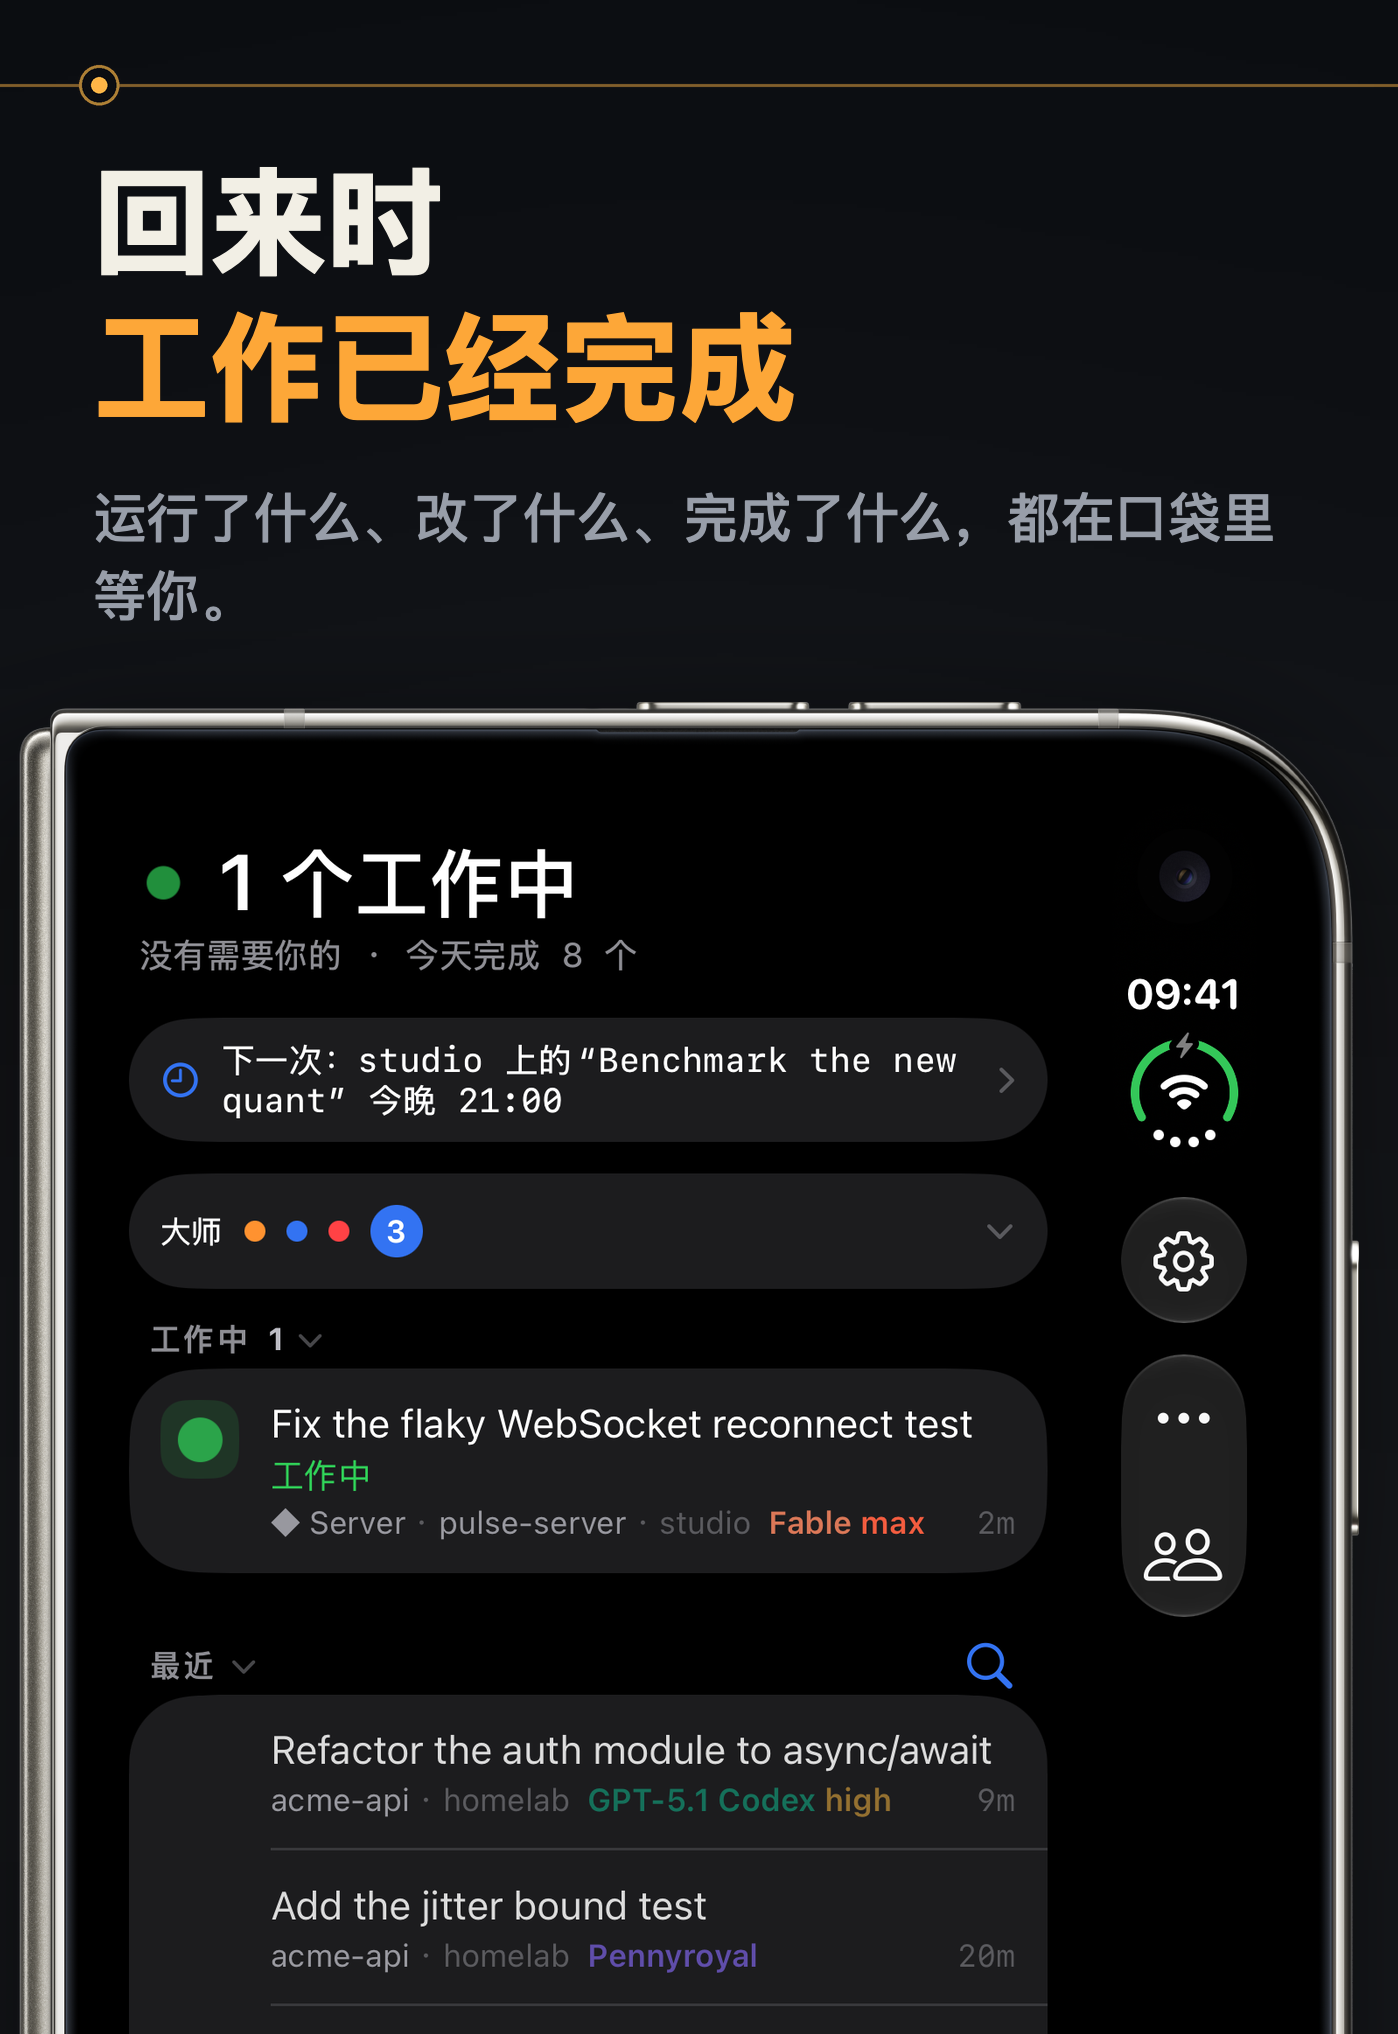 回来时
工作已经完成
运行了什么、改了什么、完成了什么，都在口袋里
等你。
1 个工作中
没有需要你的 · 今天完成 8 个
09:41
下一次：studio 上的“Benchmark the new
quant” 今晚 21:00
大师 3
工作中 1
Fix the flaky WebSocket reconnect test
工作中
Server · pulse-server · studio Fable max 2m
最近
Refactor the auth module to async/await
acme-api · homelab GPT-5.1 Codex high 9m
Add the jitter bound test
acme-api · homelab Pennyroyal 20m